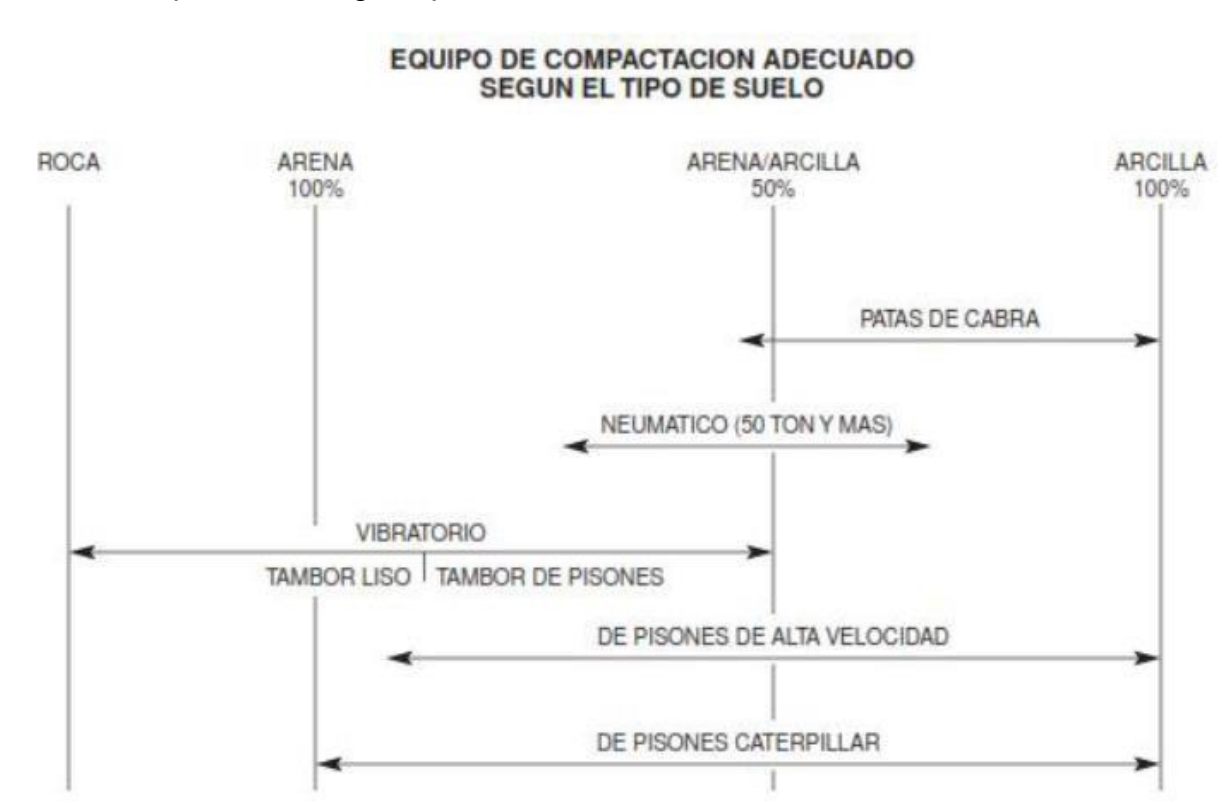 EQUIPO DE COMPACTACION ADECUADO
SEGUN EL TIPO DE SUELO
ROCA
ARENA
100%
ARENA/ARCILLA
50%
ARCILLA
100%
PATAS DE CABRA
NEUMATICO (50 TON Y MAS)
VIBRATORIO
TAMBOR LISO
TAMBOR DE PISONES
DE PISONES DE ALTA VELOCIDAD
DE PISONES CATERPILLAR